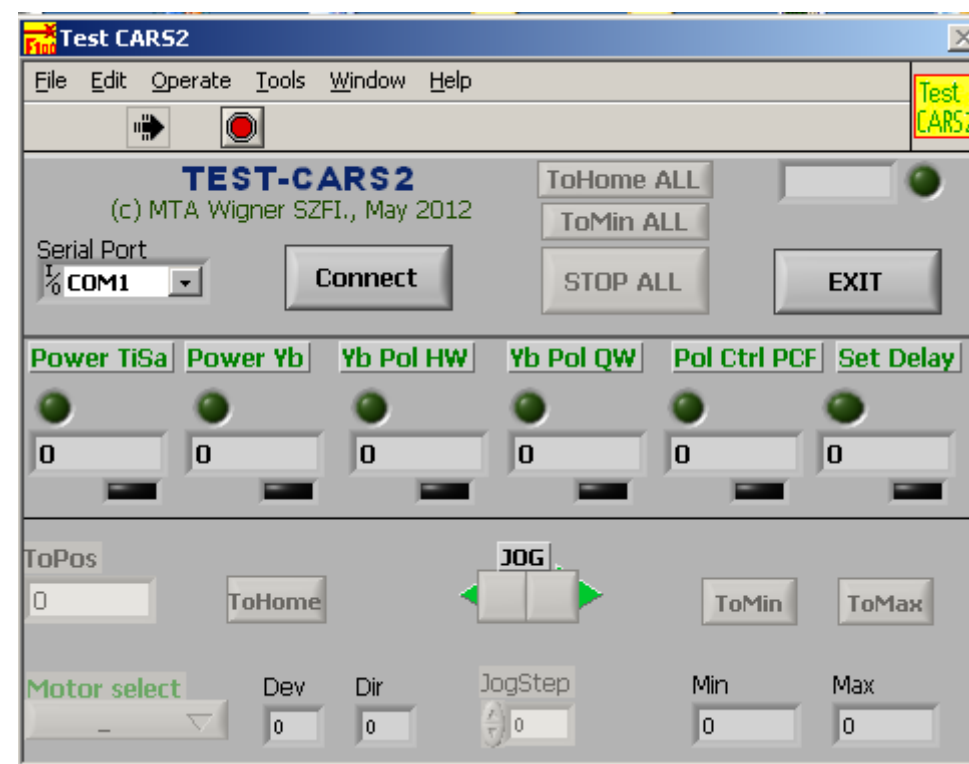 Test CARS2
File Edit Operate Tools Window Help
Test
CARS2
TEST-CARS2
(c) MTA Wigner SZFI., May 2012
ToHome ALL
ToMin ALL
Serial Port
COM1
Connect
STOP ALL
EXIT
Power TiSa Power Yb Yb Pol HW Yb Pol QW Pol Ctrl PCF Set Delay
0 0 0 0 0 0
ToPos
JOG
0
ToHome
ToMin
ToMax
Motor select
Dev Dir
JogStep
Min Max
_
0 0
0
0 0